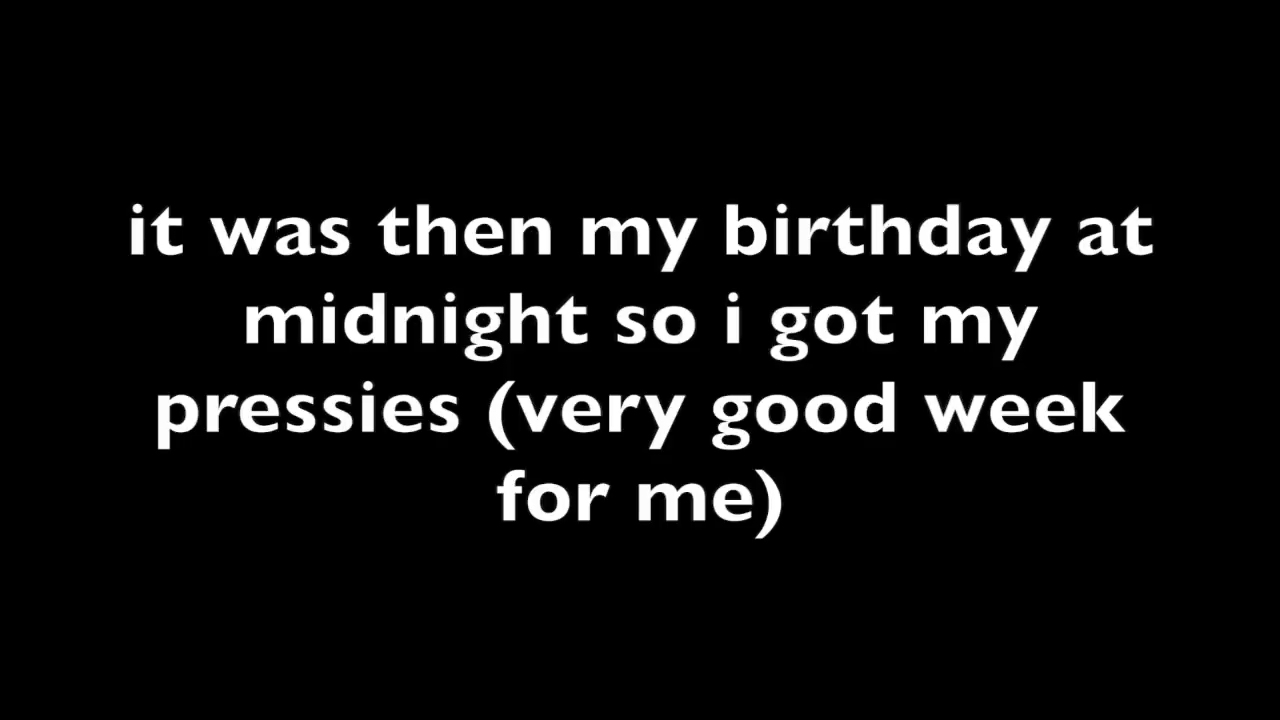 it was then my birthday at
midnight so i got my
pressies (very good week
for me)